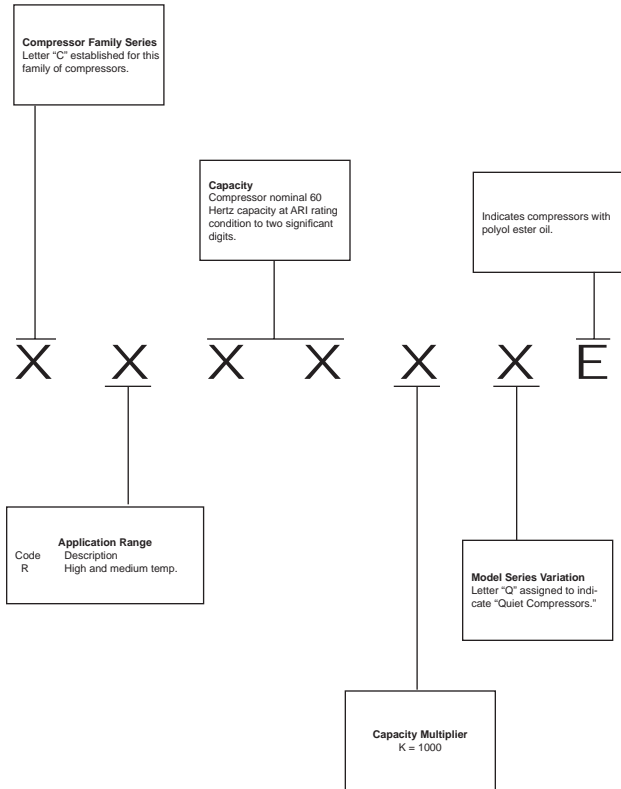 Compressor Family Series
Letter “C” established for this
family of compressors.
Capacity
Compressor nominal 60
Hertz capacity at ARI rating
condition to two significant
digits.
Indicates compressors with
polyol ester oil.
X X X X X X E
Application Range
Code Description
R High and medium temp.
Model Series Variation
Letter “Q” assigned to indi-
cate “Quiet Compressors.”
Capacity Multiplier
K = 1000